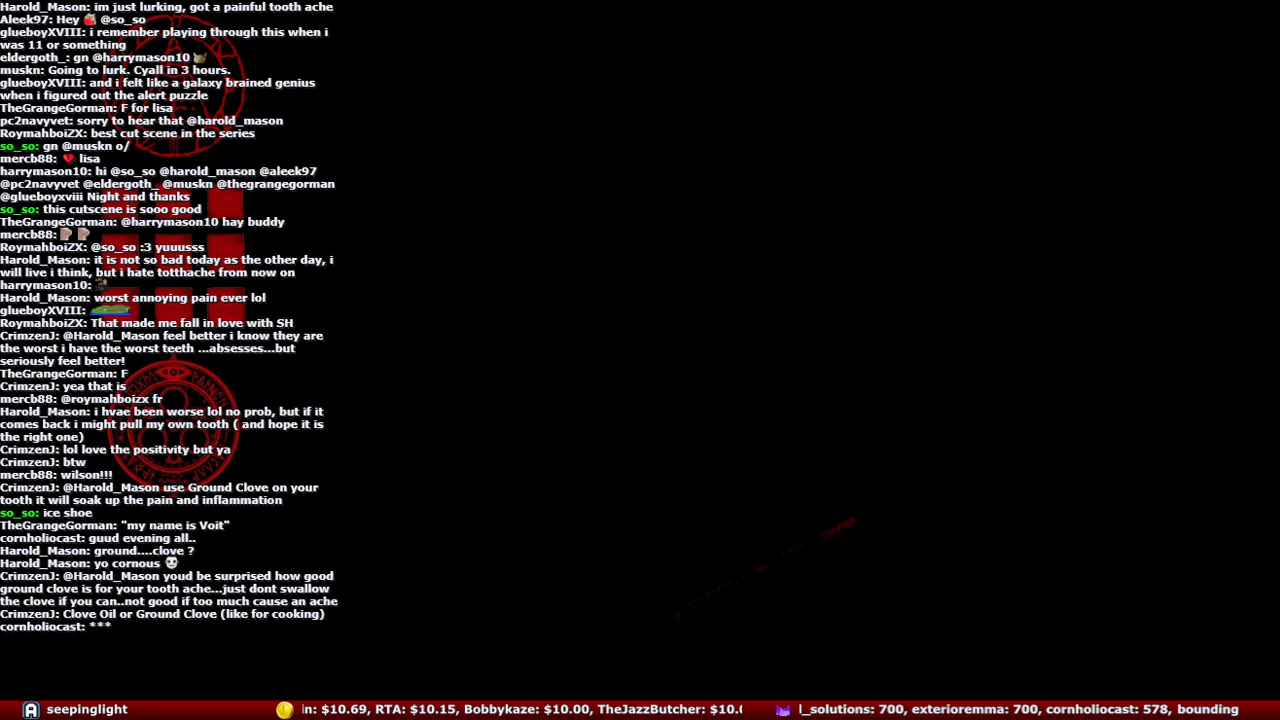 Harold_Mason: im just lurking, got a painful tooth ache
Aleek97: Hey @so_so
glueboyXVIII: i remember playing through this when i
was 11 or something
eldergoth_: gn @harrymason10
muskn: Going to lurk. Cyall in 3 hours.
glueboyXVIII: and i felt like a galaxy brained genius
when i figured out the alert puzzle
TheGrangeGorman: F for lisa
pc2navyvet: sorry to hear that @harold_mason
RoymahboiZX: best cut scene in the series
so_so: gn @muskn o/
mercb88: 💔 lisa
harrymason10: hi @so_so @harold_mason @aleek97
@pc2navyvet @eldergoth_ @muskn @thegrangegorman
@glueboyxviii Night and thanks
so_so: this cutscene is sooo good
TheGrangeGorman: @harrymason10 hay buddy
mercb88:
RoymahboiZX: @so_so :3 yuuusss
Harold_Mason: it is not so bad today as the other day, i
will live i think, but i hate totthache from now on
harrymason10:
Harold_Mason: worst annoying pain ever lol
glueboyXVIII:
RoymahboiZX: That made me fall in love with SH
CrimzenJ: @Harold_Mason feel better i know they are
the worst i have the worst teeth ...absesses...but
seriously feel better!
TheGrangeGorman: F
CrimzenJ: yea that is
mercb88: @roymahboizx fr
Harold_Mason: i hvae been worse lol no prob, but if it
comes back i might pull my own tooth ( and hope it is
the right one)
CrimzenJ: lol love the positivity but ya
CrimzenJ: btw
mercb88: wilson!!!
CrimzenJ: @Harold_Mason use Ground Clove on your
tooth it will soak up the pain and inflammation
so_so: ice shoe
TheGrangeGorman: "my name is Voit"
cornholiocast: guud evening all..
Harold_Mason: ground....clove ?
Harold_Mason: yo cornous
CrimzenJ: @Harold_Mason youd be surprised how good
ground clove is for your tooth ache...just dont swallow
the clove if you can..not good if too much cause an ache
CrimzenJ: Clove Oil or Ground Clove (like for cooking)
cornholiocast: ***
seepinglight
in: $10.69, RTA: $10.15, Bobbykaze: $10.00, TheJazzButcher: $10.
l_solutions: 700, exterioremma: 700, cornholiocast: 578, bounding